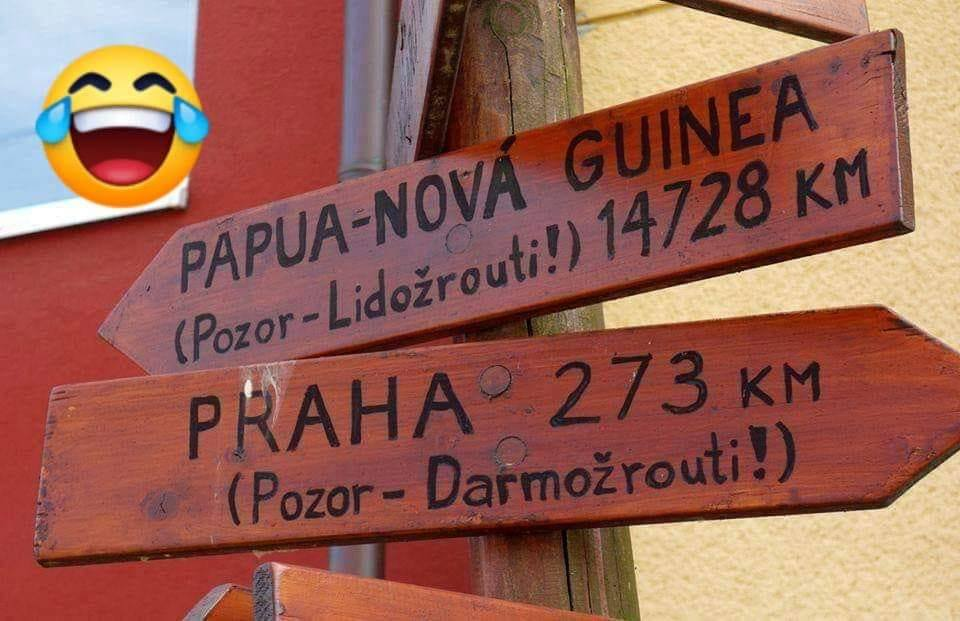 PAPUA-NOVÁ GUINEA
(Pozor-Lidožrouti!) 14728 KM
PRAHA 273 KM
(Pozor- Darmožrouti!)